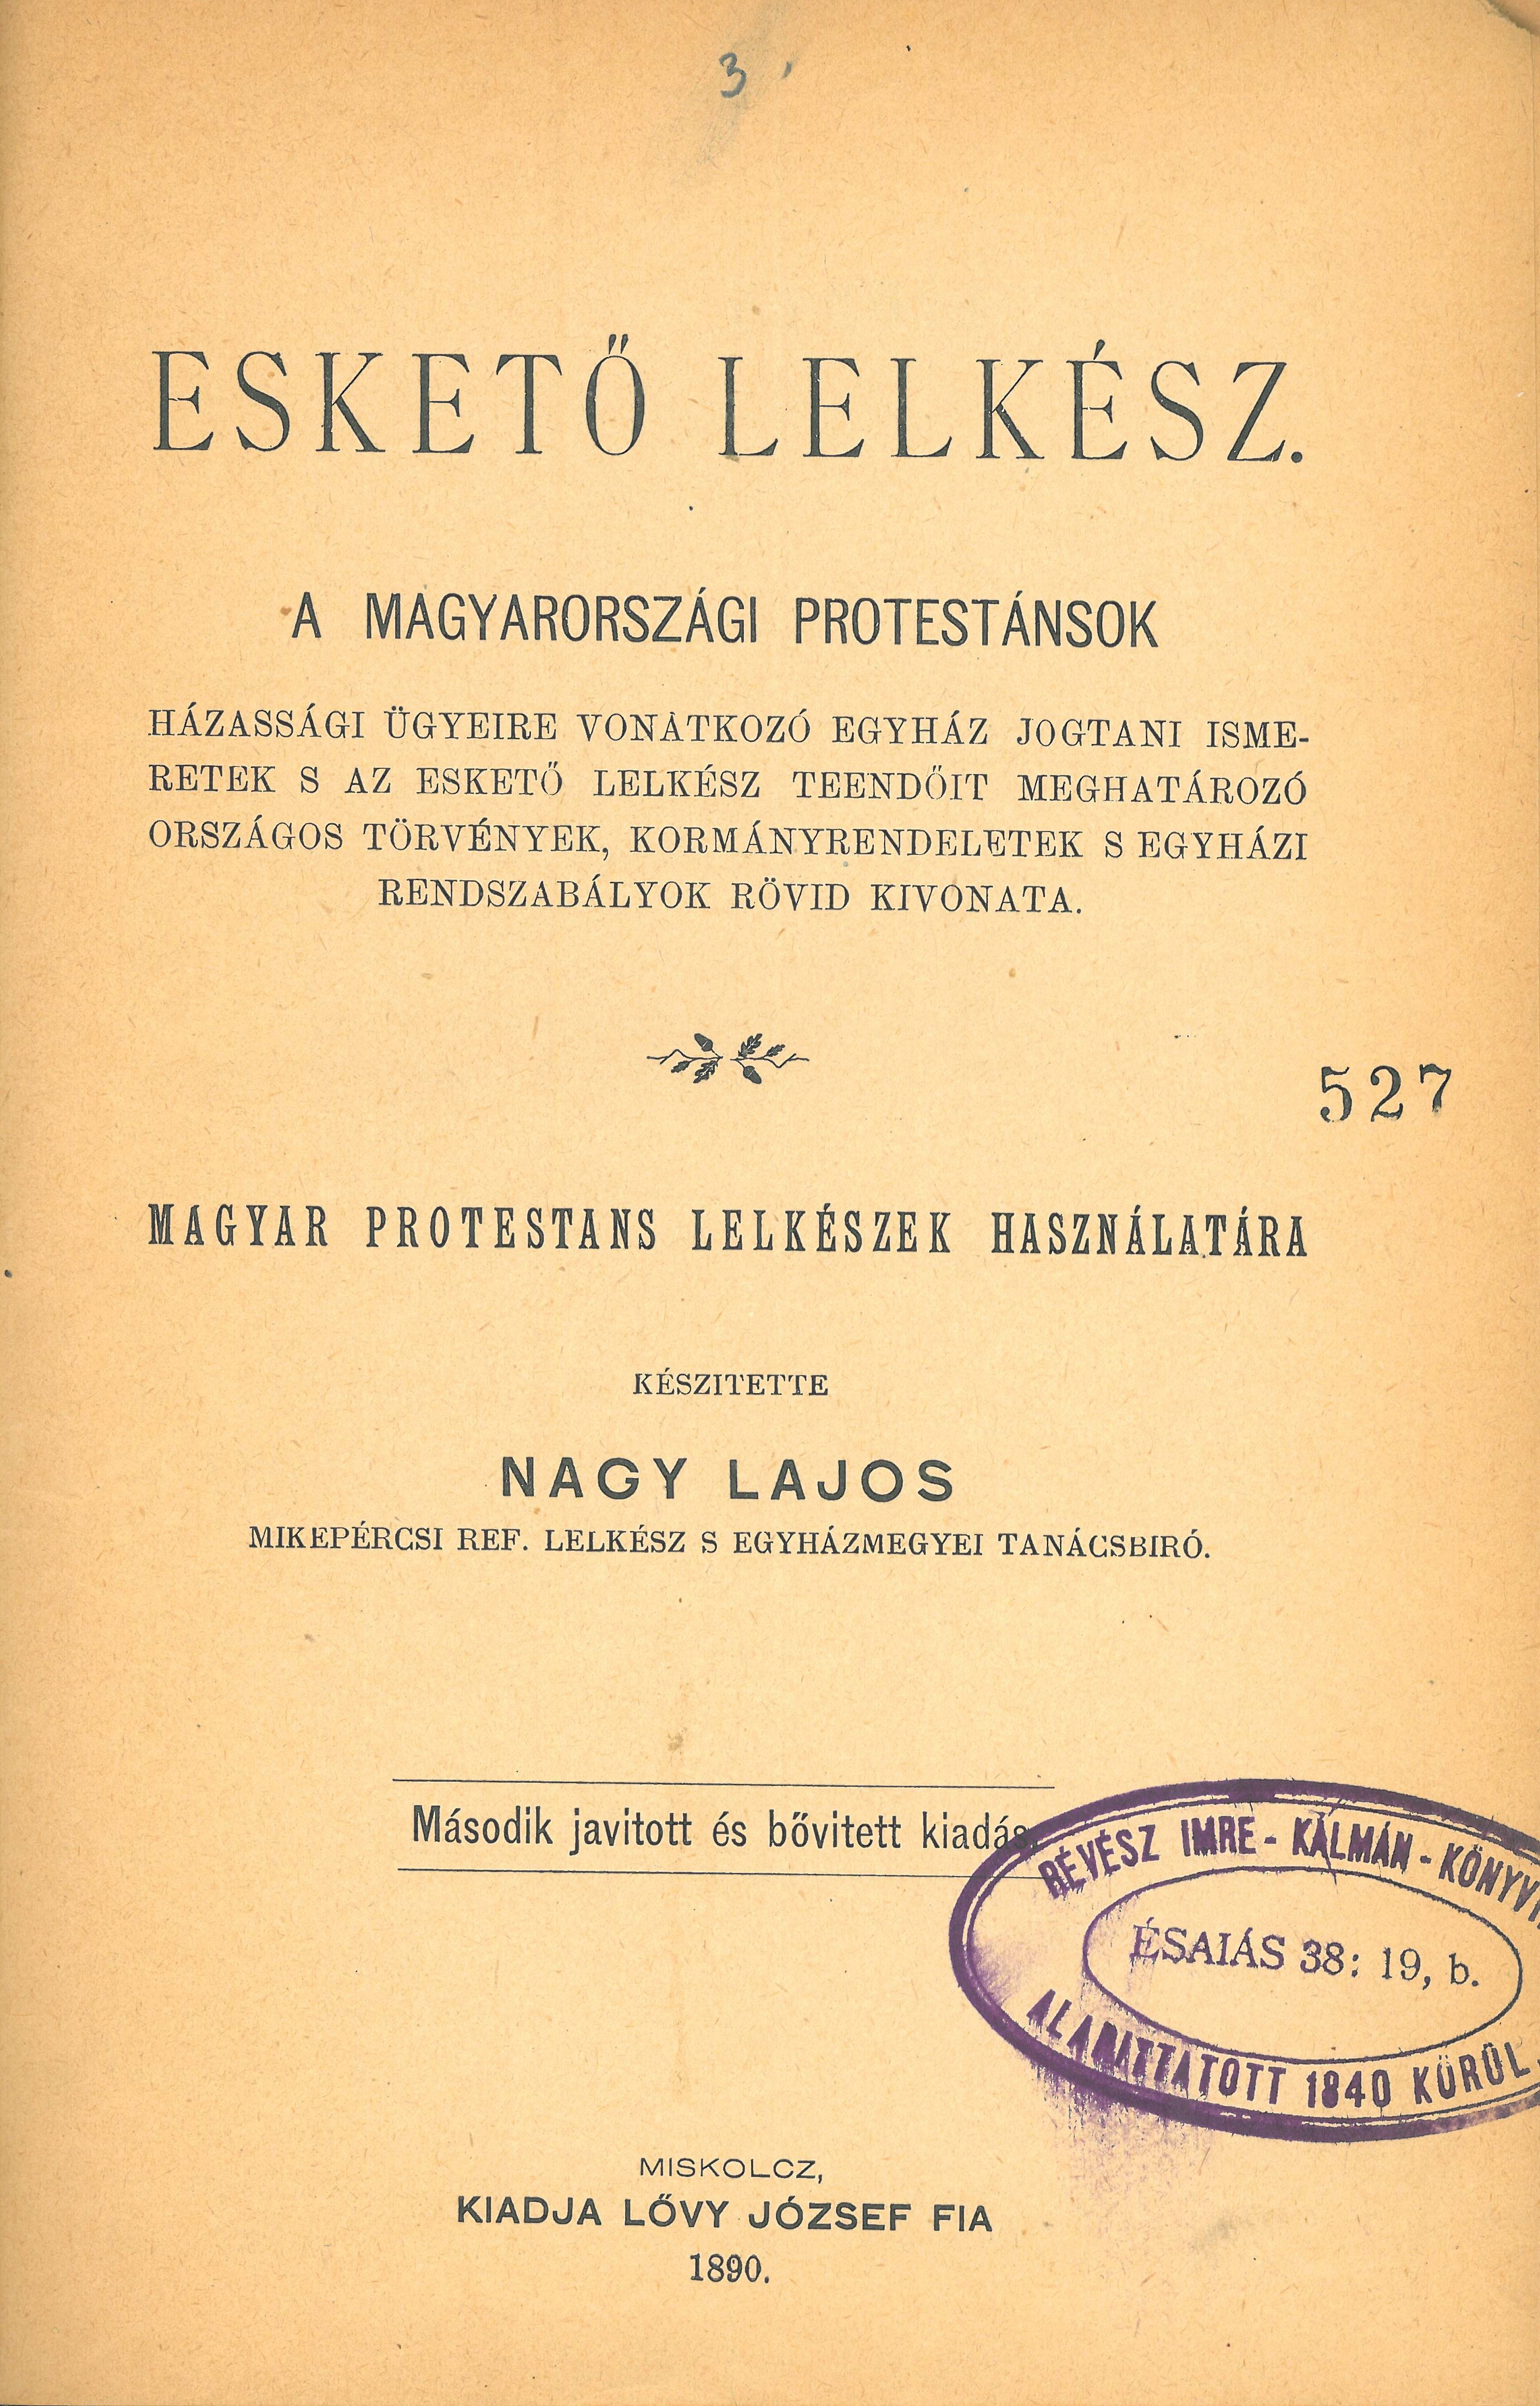 3
ESKETŐ LELKÉSZ.
A MAGYARORSZÁGI PROTESTÁNSOK
HÁZASSÁGI ÜGYEIRE VONATKOZÓ EGYHÁZ JOGTANI ISME-
RETEK S AZ ESKETŐ LELKÉSZ TEENDŐIT MEGHATÁROZÓ
ORSZÁGOS TÖRVÉNYEK, KORMÁNYRENDELETEK S EGYHÁZI
RENDSZABÁLYOK RÖVID KIVONATA.
527
MAGYAR PROTESTANS LELKÉSZEK HASZNÁLATÁRA
KÉSZITETTE
NAGY LAJOS
MIKEPÉRCSI REF. LELKÉSZ S EGYHÁZMEGYEI TANÁCSBIRÓ.
Második javitott és bővitett kiadás.
RÉVÉSZ IMRE - KÁLMÁN - KÖNYV
ÉSAIÁS 38: 19, b.
ALAPÍTTATOTT 1840 KÖRÜL.
MISKOLCZ,
KIADJA LŐVY JÓZSEF FIA
1890.